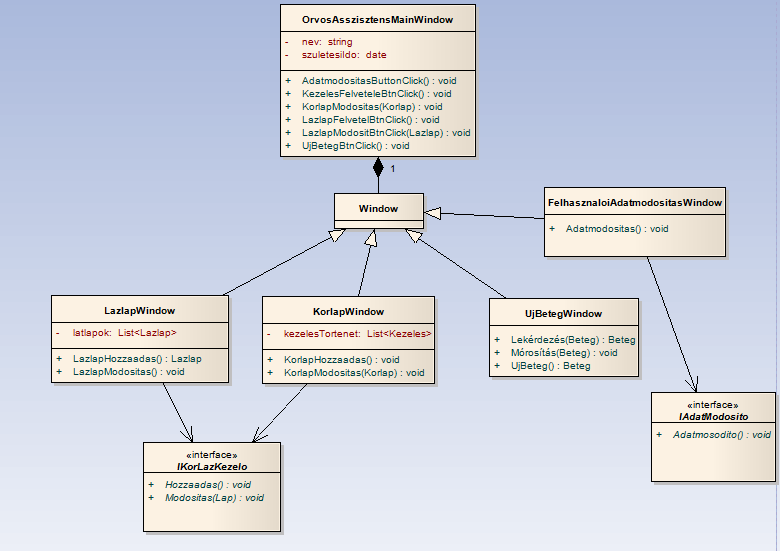 OrvosAsszisztensMainWindow
- nev: string
- szuletesiIdo: date
+ AdatmodositasButtonClick() : void
+ KezelesFelveteleBtnClick() : void
+ KorlapModositas(Korlap) : void
+ LazlapFelvetelBtnClick() : void
+ LazlapModositBtnClick(Lazlap) : void
+ UjBetegBtnClick() : void
1
Window
FelhasznaloiAdatmodositasWindow
+ Adatmodositas() : void
LazlapWindow
- latlapok: List<Lazlap>
+ LazlapHozzaadas() : Lazlap
+ LazlapModositas() : void
KorlapWindow
- kezelesTortenet: List<Kezeles>
+ KorlapHozzaadas() : void
+ KorlapModositas(Korlap) : void
UjBetegWindow
+ Lekérdezés(Beteg) : Beteg
+ Mórosítás(Beteg) : void
+ UjBeteg() : Beteg
«interface»
IAdatModosito
+ Adatmosodito() : void
«interface»
IKorLazKezelo
+ Hozzaadas() : void
+ Modositas(Lap) : void